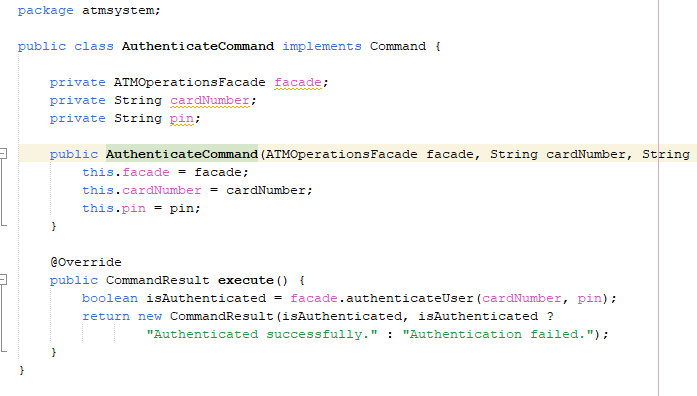 package atmsystem;
public class AuthenticateCommand implements Command {
private ATMOperationsFacade facade;
private String cardNumber;
private String pin;
public AuthenticateCommand(ATMOperationsFacade facade, String cardNumber, String
this.facade = facade;
this.cardNumber = cardNumber;
this.pin = pin;
}
@Override
public CommandResult execute() {
boolean isAuthenticated = facade.authenticateUser(cardNumber, pin);
return new CommandResult(isAuthenticated, isAuthenticated ?
"Authenticated successfully." : "Authentication failed.");
}
}